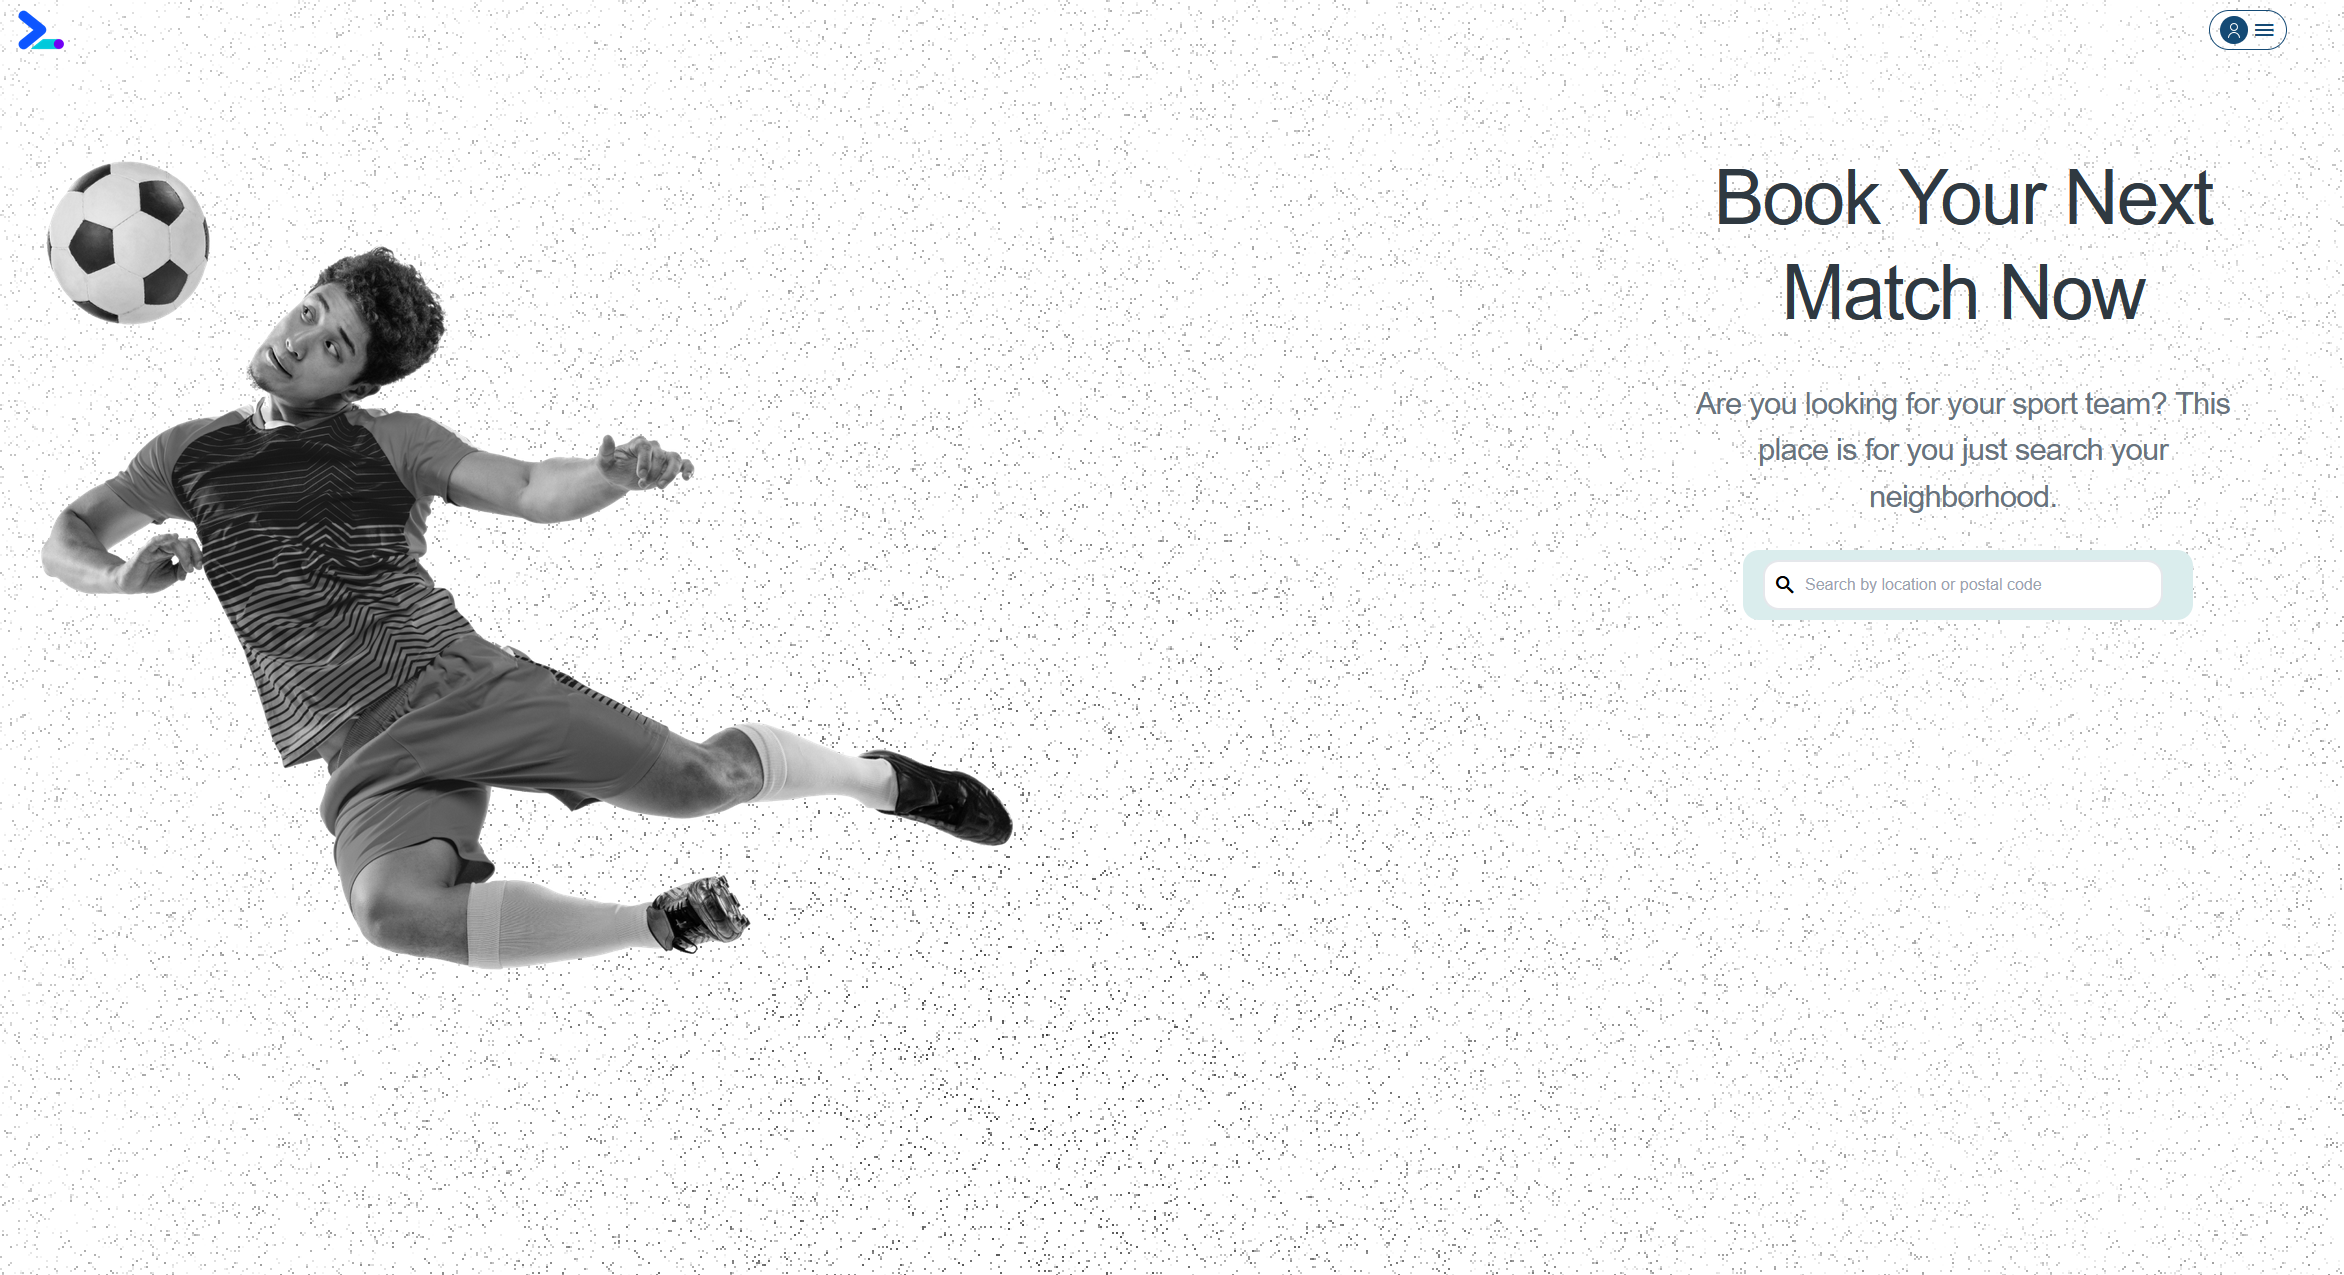 Book Your Next
Match Now
Are you looking for your sport team? This
place is for you just search your
neighborhood.
Search by location or postal code